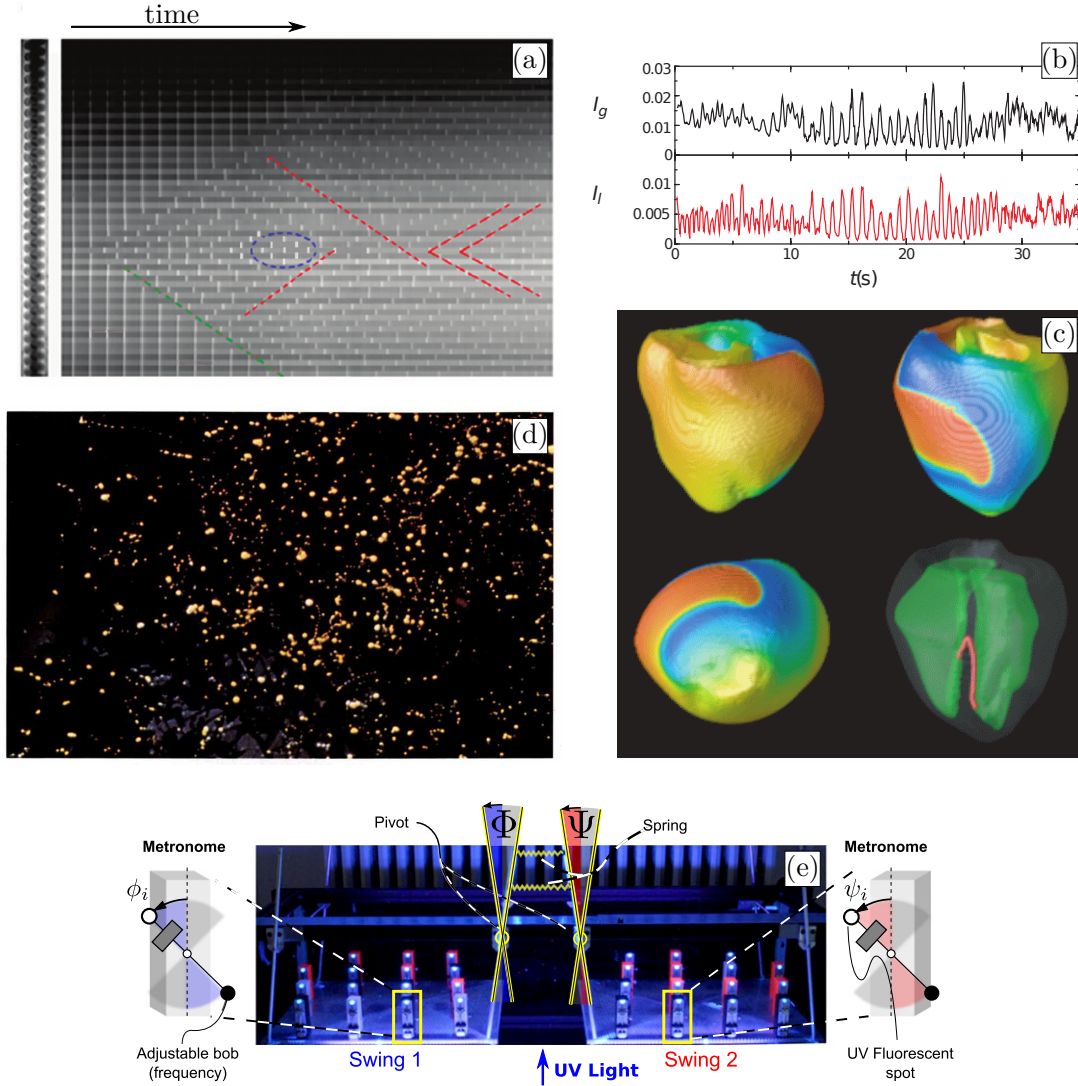 time
(a)
(b)
I_g
0.03
0.02
0.01
0
I_l
0.01
0.005
0
0 10 20 30
t(s)
(c)
(d)
(e)
Pivot
Φ
Ψ
Spring
Metronome
Metronome
ϕ_i
ψ_i
Adjustable bob
(frequency)
Swing 1
UV Light
Swing 2
UV Fluorescent
spot